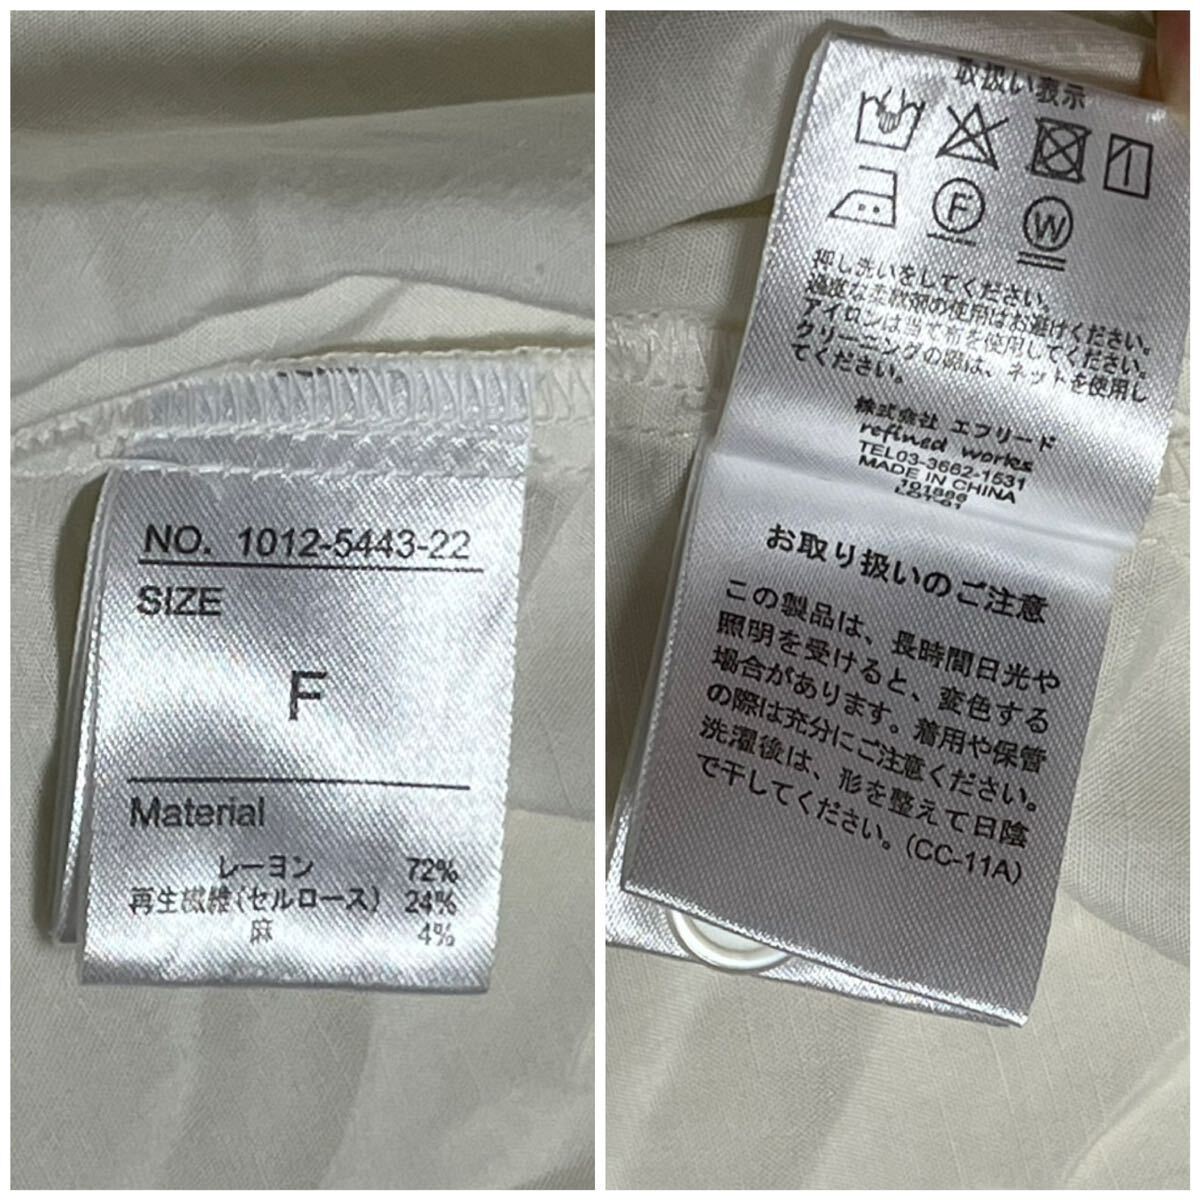 NO. 1012-5443-22
SIZE
F
Material
レーヨン 72%
再生繊維(セルロース) 24%
麻 4%
取扱い表示
F
W
押し洗いをしてください。
過度な柔軟剤の使用はお避けください。
アイロンは当て布を使用してください。
クリーニングの際は、ネットを使用し
てください。
株式会社 エフリード
refined works
TEL03-3662-1531
MADE IN CHINA
101886
LOT-61
お取り扱いのご注意
この製品は、長時間日光や
照明を受けると、変色する
場合があります。着用や保管
の際は充分にご注意ください。
洗濯後は、形を整えて日陰
で干してください。(CC-11A)